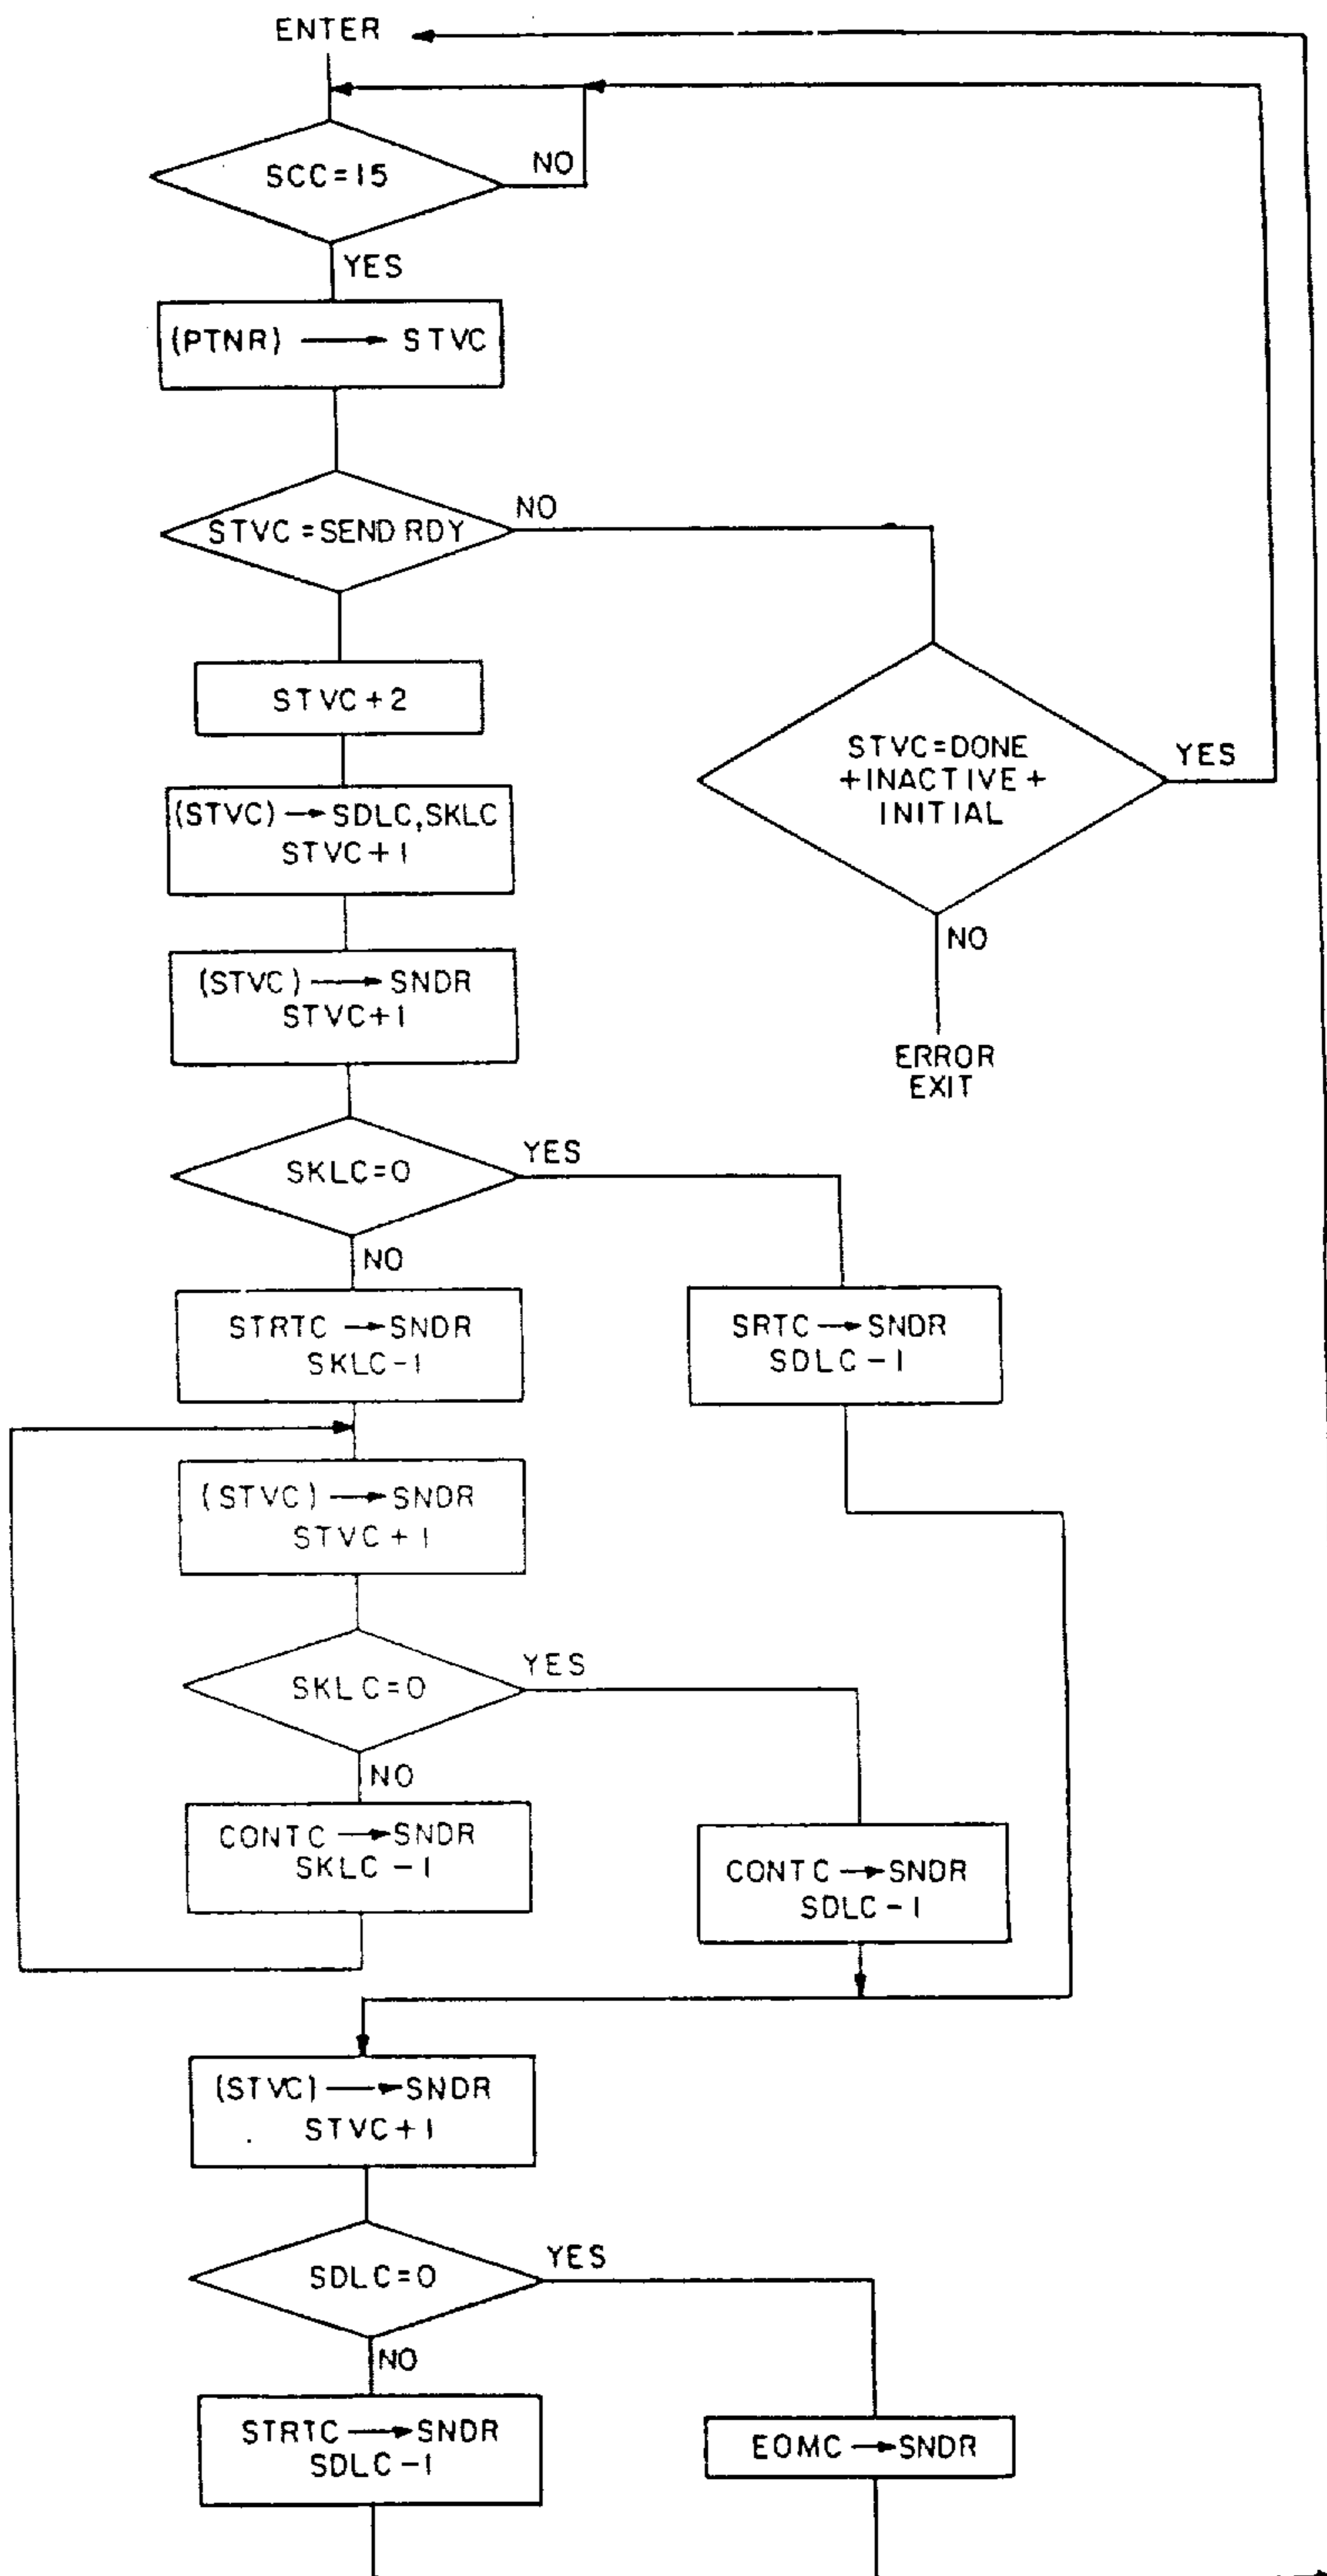 ENTER
SCC=15
NO
YES
(PTNR) → STVC
STVC=SEND RDY
NO
STVC+2
STVC=DONE
+INACTIVE+
INITIAL
YES
(STVC)→SDLC,SKLC
STVC+1
NO
(STVC)→SNDR
STVC+1
ERROR
EXIT
SKLC=0
YES
NO
STRTC→SNDR
SKLC-1
SRTC→SNDR
SDLC-1
(STVC)→SNDR
STVC+1
SKLC=0
YES
NO
CONTC→SNDR
SKLC-1
CONTC→SNDR
SDLC-1
(STVC)→SNDR
STVC+1
SDLC=0
YES
NO
STRTC→SNDR
SDLC-1
EOMC→SNDR